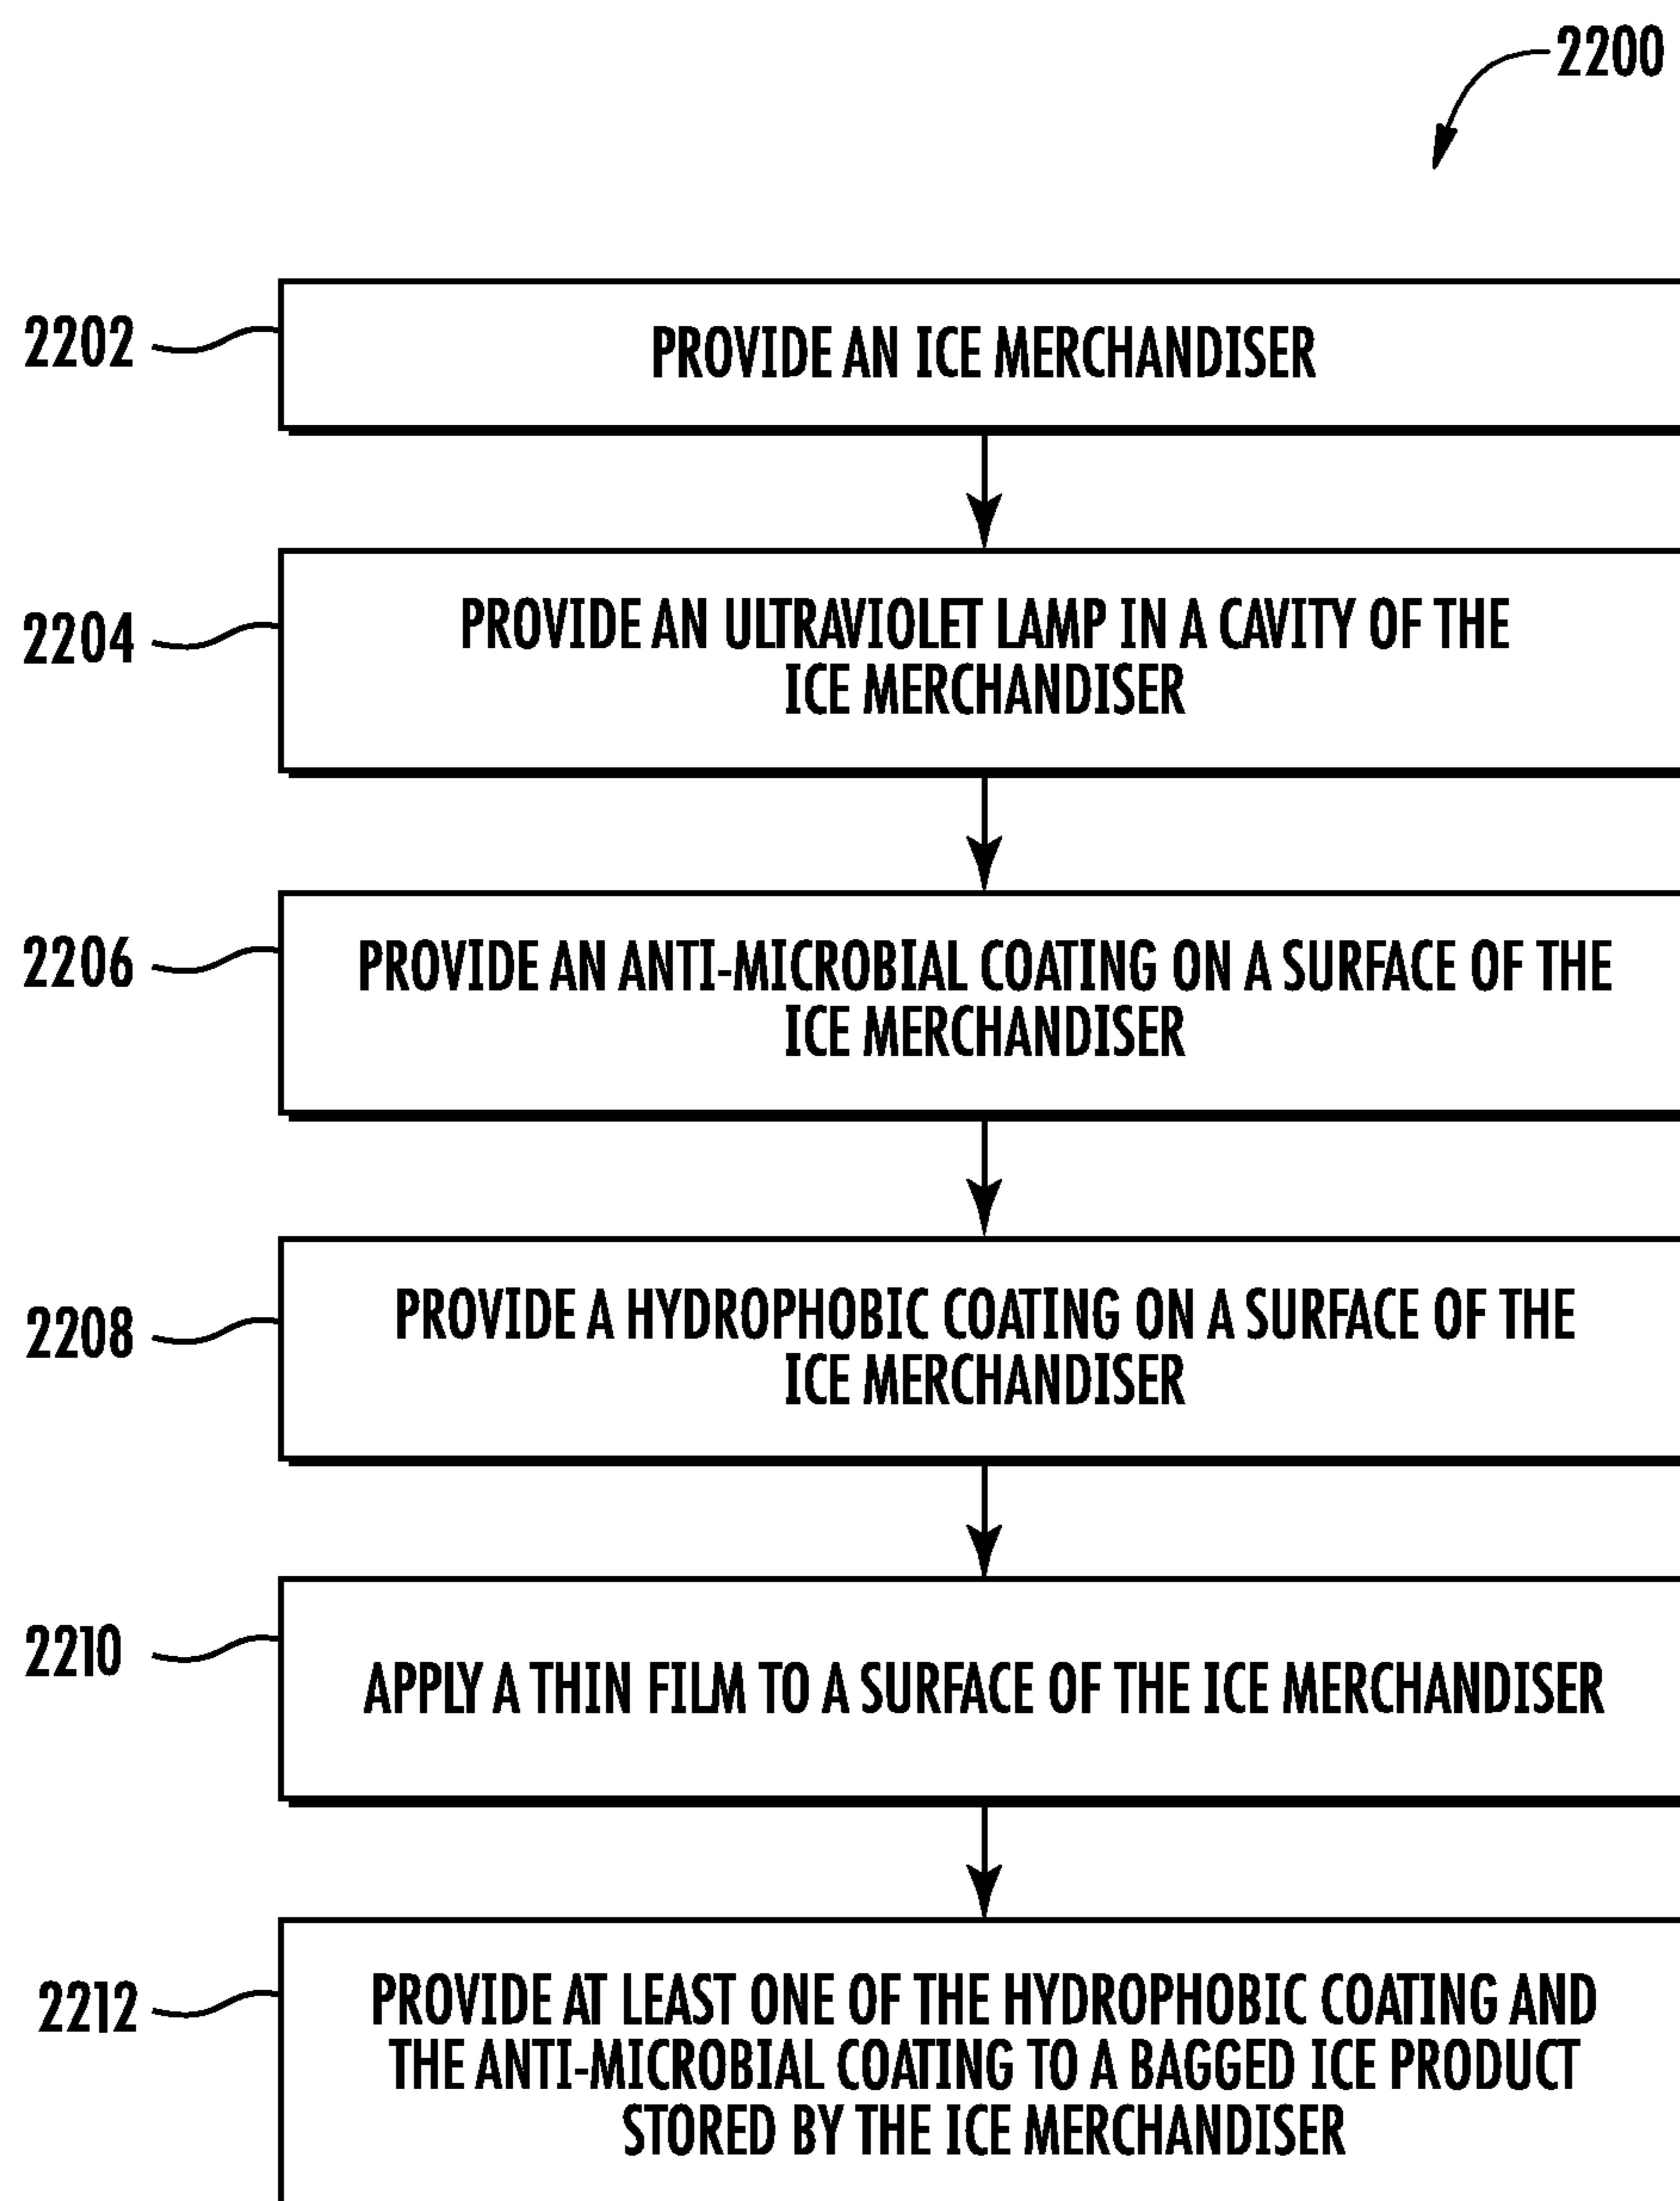 2200
2202
PROVIDE AN ICE MERCHANDISER
2204
PROVIDE AN ULTRAVIOLET LAMP IN A CAVITY OF THE
ICE MERCHANDISER
2206
PROVIDE AN ANTI-MICROBIAL COATING ON A SURFACE OF THE
ICE MERCHANDISER
2208
PROVIDE A HYDROPHOBIC COATING ON A SURFACE OF THE
ICE MERCHANDISER
2210
APPLY A THIN FILM TO A SURFACE OF THE ICE MERCHANDISER
2212
PROVIDE AT LEAST ONE OF THE HYDROPHOBIC COATING AND
THE ANTI-MICROBIAL COATING TO A BAGGED ICE PRODUCT
STORED BY THE ICE MERCHANDISER